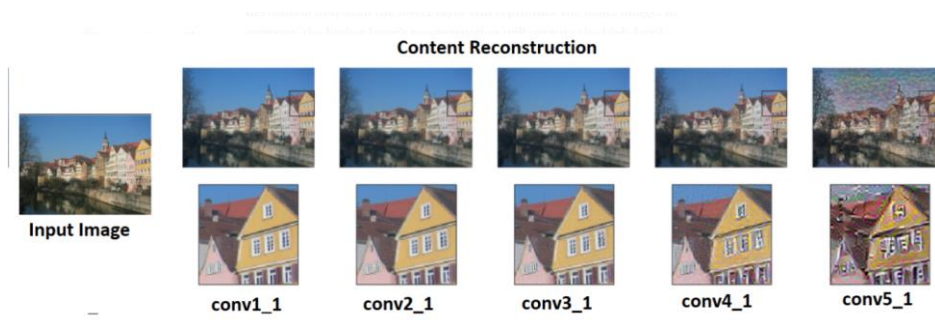 Content Reconstruction
Input Image
conv1_1
conv2_1
conv3_1
conv4_1
conv5_1